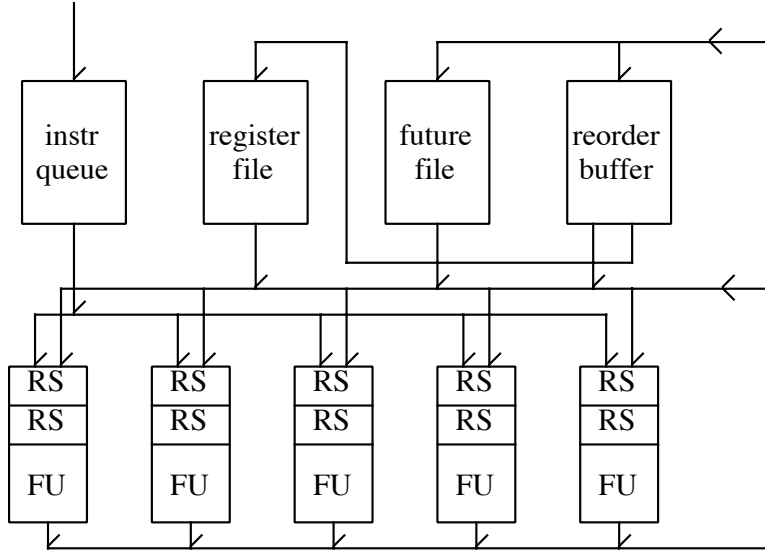 instr
queue
register
file
future
file
reorder
buffer
RS
RS
RS
RS
RS
RS
RS
RS
RS
RS
FU
FU
FU
FU
FU